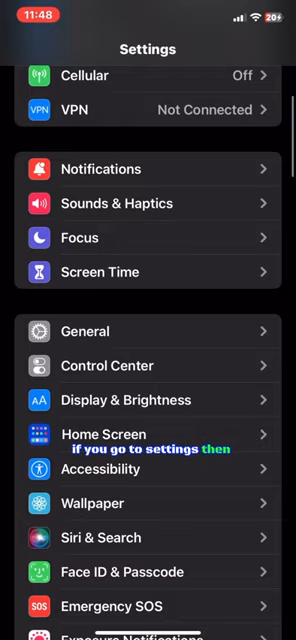 11:48
20
Settings
Cellular Off
VPN VPN Not Connected
Notifications
Sounds & Haptics
Focus
Screen Time
General
Control Center
AA Display & Brightness
Home Screen
if you go to settings then
Accessibility
Wallpaper
Siri & Search
Face ID & Passcode
SOS Emergency SOS
Exposure Notifications